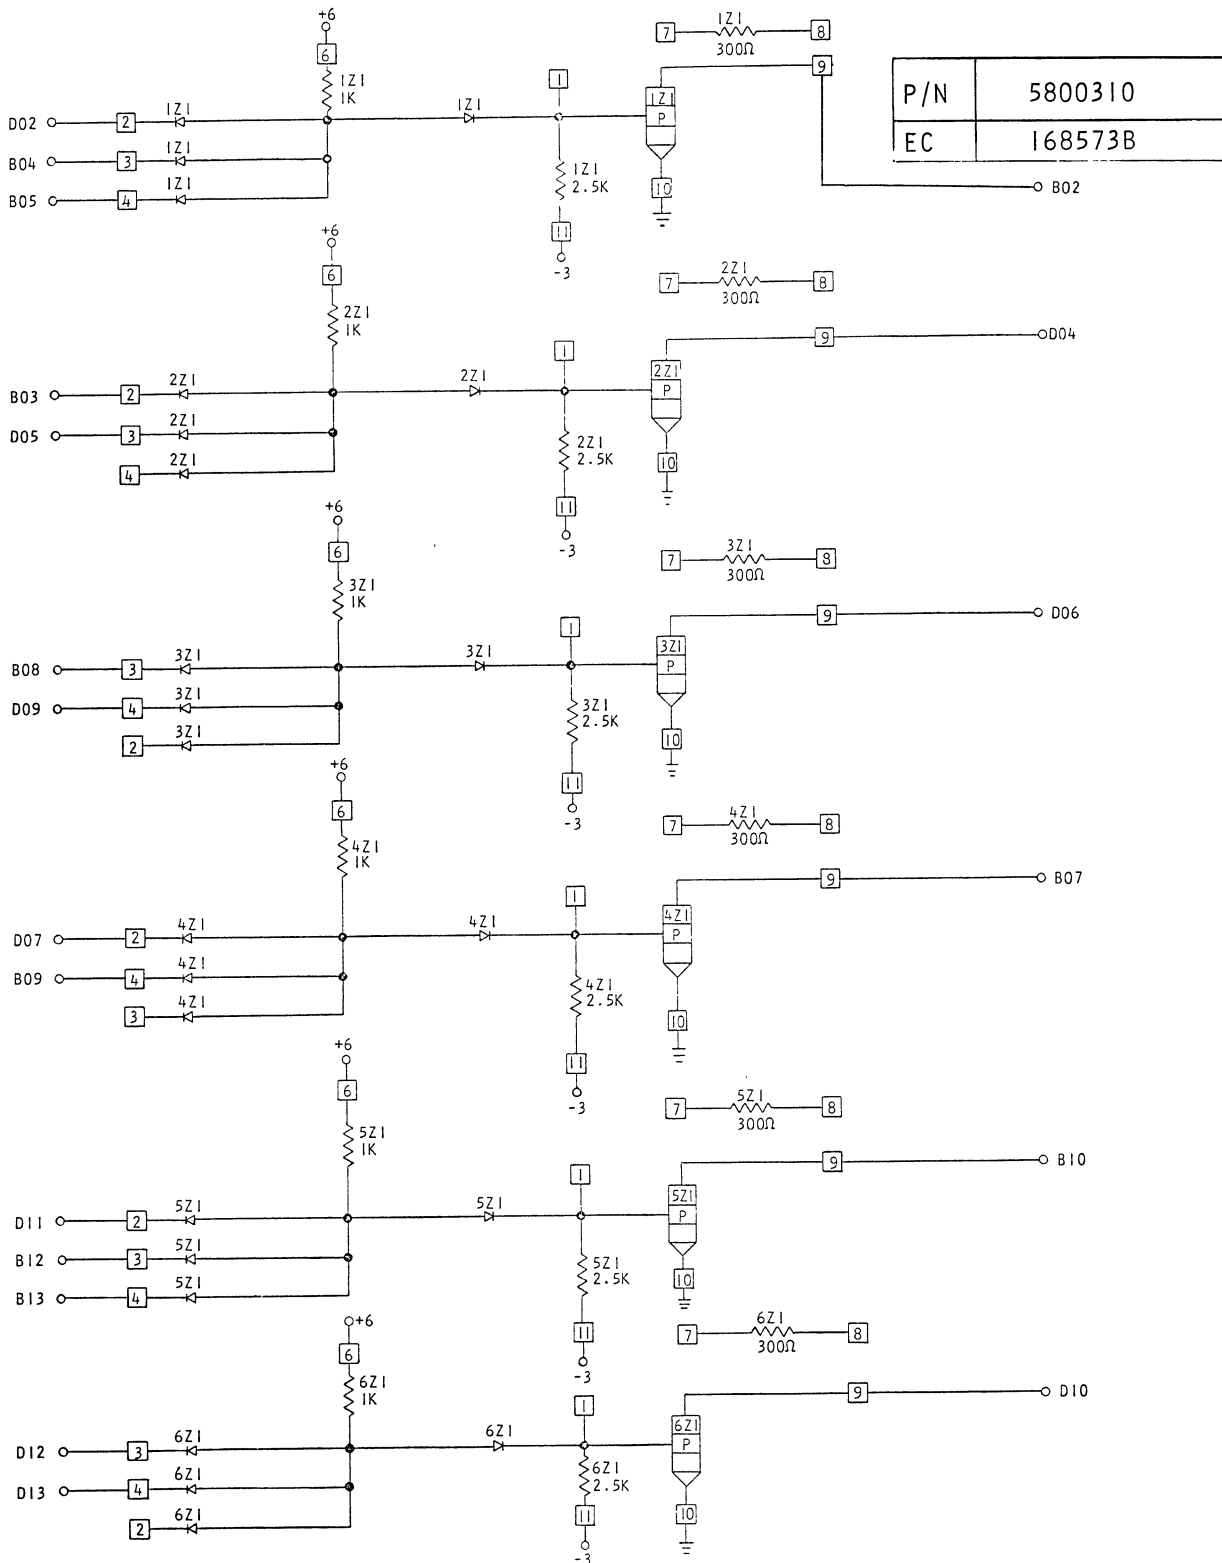 +6
6
1Z1
1K
7
1Z1
300Ω
8
9
P/N 5800310
EC 168573B
1
1Z1
P
D02 2 1Z1
1Z1
B04 3 1Z1
B05 4 1Z1
1Z1
2.5K
10
11
-3
B02
+6
6
2Z1
1K
7
2Z1
300Ω
8
9
D04
1
2Z1
P
B03 2 2Z1
2Z1
D05 3 2Z1
4 2Z1
2Z1
2.5K
10
11
-3
+6
6
3Z1
1K
7
3Z1
300Ω
8
9
D06
1
3Z1
P
B08 3 3Z1
3Z1
D09 4 3Z1
2 3Z1
3Z1
2.5K
10
11
-3
+6
6
4Z1
1K
7
4Z1
300Ω
8
9
B07
1
4Z1
P
D07 2 4Z1
4Z1
B09 4 4Z1
3 4Z1
4Z1
2.5K
10
11
-3
+6
6
5Z1
1K
7
5Z1
300Ω
8
9
B10
1
5Z1
P
D11 2 5Z1
5Z1
B12 3 5Z1
B13 4 5Z1
5Z1
2.5K
10
11
-3
+6
6
6Z1
1K
7
6Z1
300Ω
8
9
D10
1
6Z1
P
D12 3 6Z1
6Z1
D13 4 6Z1
2 6Z1
6Z1
2.5K
10
11
-3